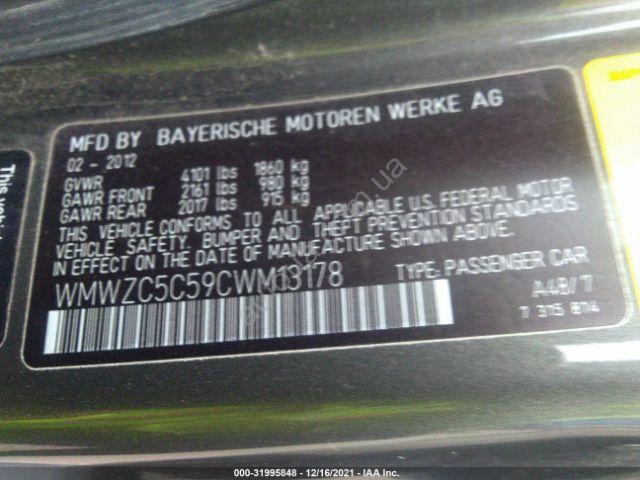 MFD BY BAYERISCHE MOTOREN WERKE AG
02 - 2012
GVWR 4101 lbs 1860 kg
GAWR FRONT 2161 lbs 980 kg
GAWR REAR 2017 lbs 915 kg
THIS VEHICLE CONFORMS TO ALL APPLICABLE U.S. FEDERAL MOTOR
VEHICLE SAFETY, BUMPER AND THEFT PREVENTION STANDARDS
IN EFFECT ON THE DATE OF MANUFACTURE SHOWN ABOVE.
WMWZC5C59CWM13178 TYPE: PASSENGER CAR
A48/7
7 315 814
This vehicle
000-31995848 - 12/16/2021 - IAA Inc.